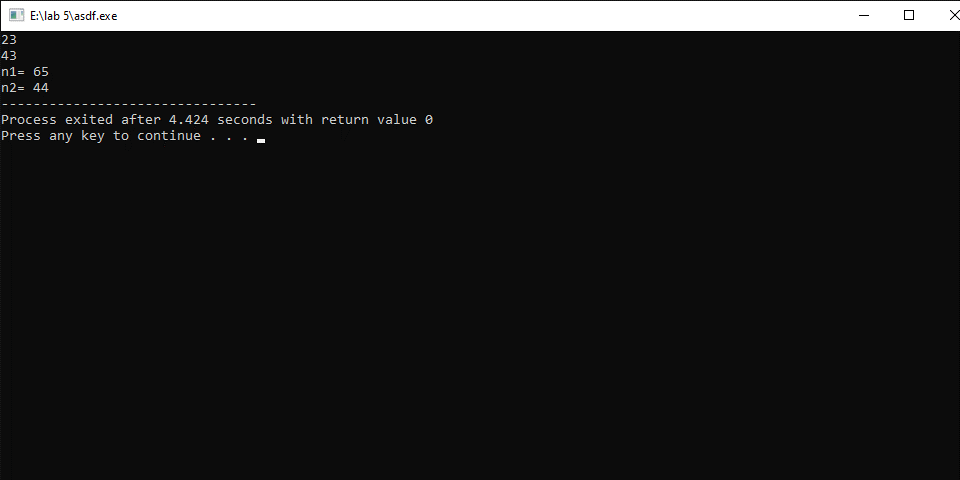 E:\lab 5\asdf.exe
23
43
n1= 65
n2= 44
--------------------------------
Process exited after 4.424 seconds with return value 0
Press any key to continue . . .